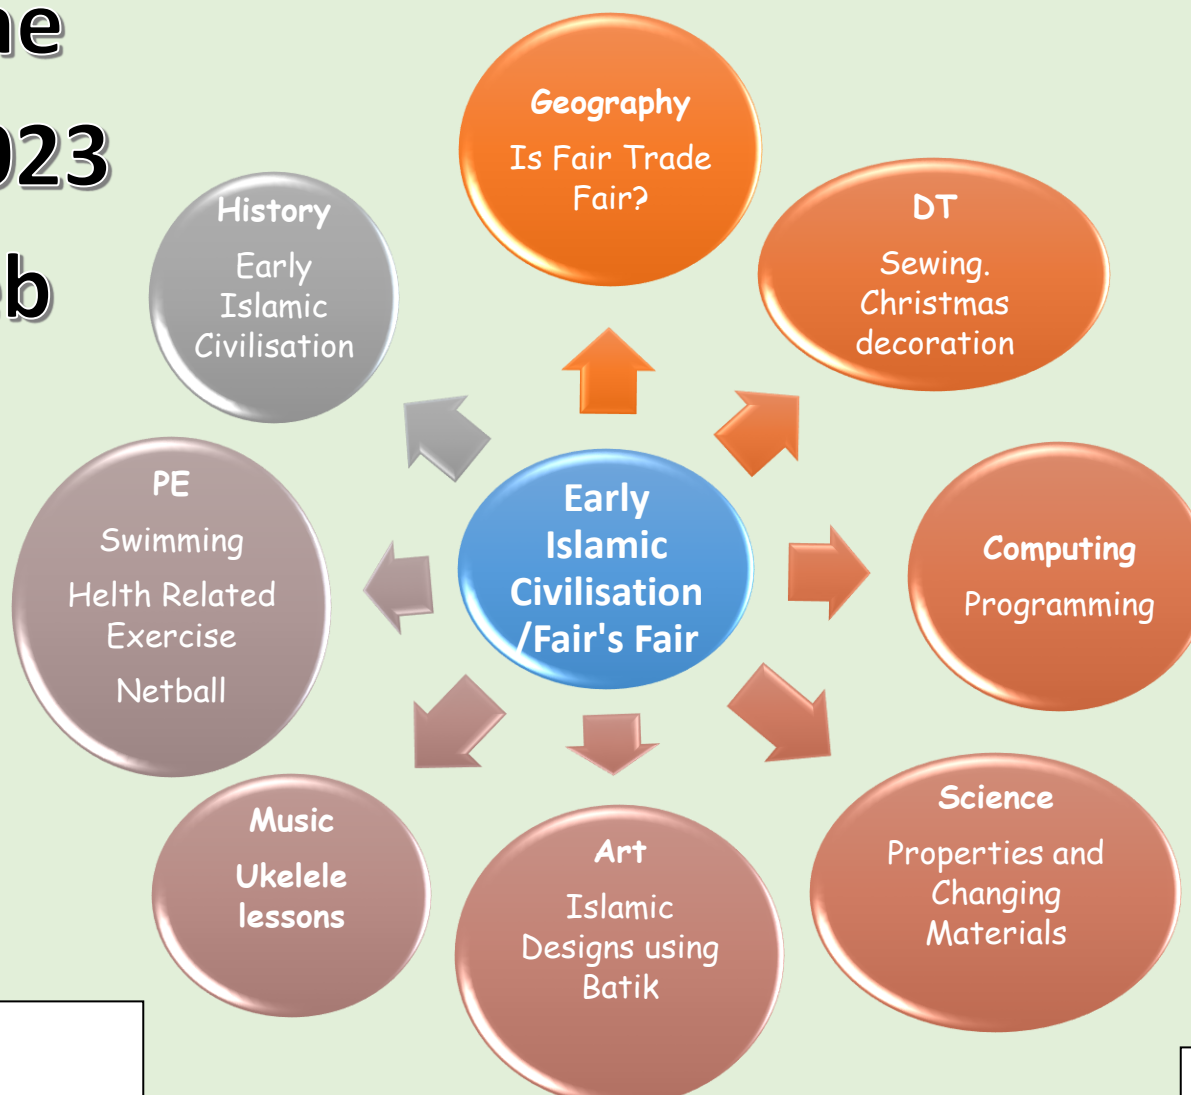 023
Geography
Is Fair Trade
Fair?
DT
Sewing.
Christmas
decoration
Computing
Programming
Science
Properties and
Changing
Materials
Art
Islamic
Designs using
Batik
Music
Ukelele
lessons
PE
Swimming
Helth Related
Exercise
Netball
History
Early
Islamic
Civilisation
Early
Islamic
Civilisation
/Fair's Fair